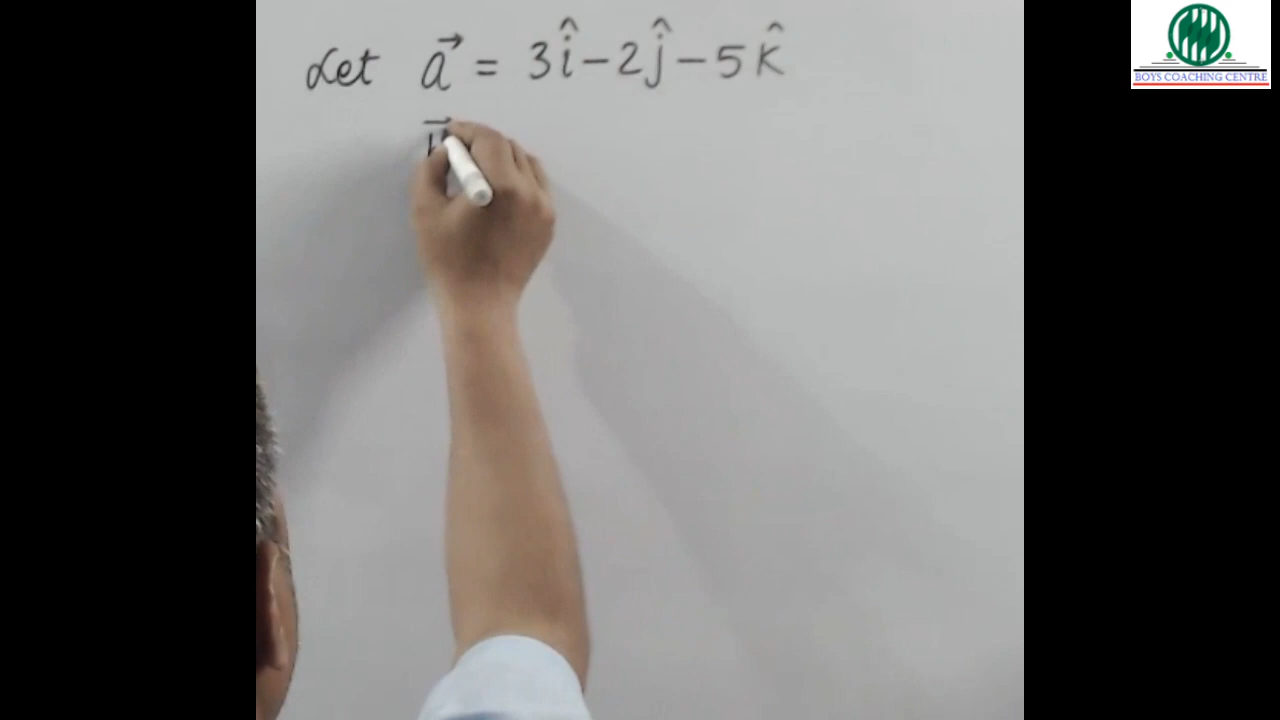 Let a⃗ = 3î - 2ĵ - 5k̂
BOYS COACHING CENTRE